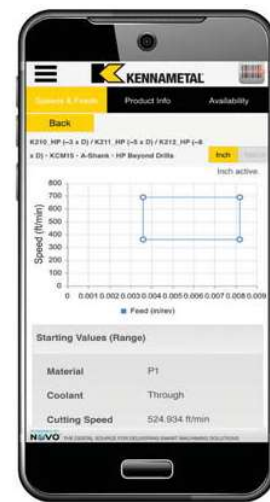 KENNAMETAL
Speeds & Feeds Product Info Availability
Back
K210_HP (~3 x D) / K211_HP (~5 x D) / K212_HP (~8
x D) - KCM15 - A-Shank - HP Beyond Drills Inch
Inch active.
800
700
600
500
400
300
200
100
0
Speed (ft/min)
0 0.001 0.002 0.003 0.004 0.005 0.006 0.007 0.008 0.009
Feed (in/rev)
Starting Values (Range)
Material P1
Coolant Through
Cutting Speed 524.934 ft/min
NOVO